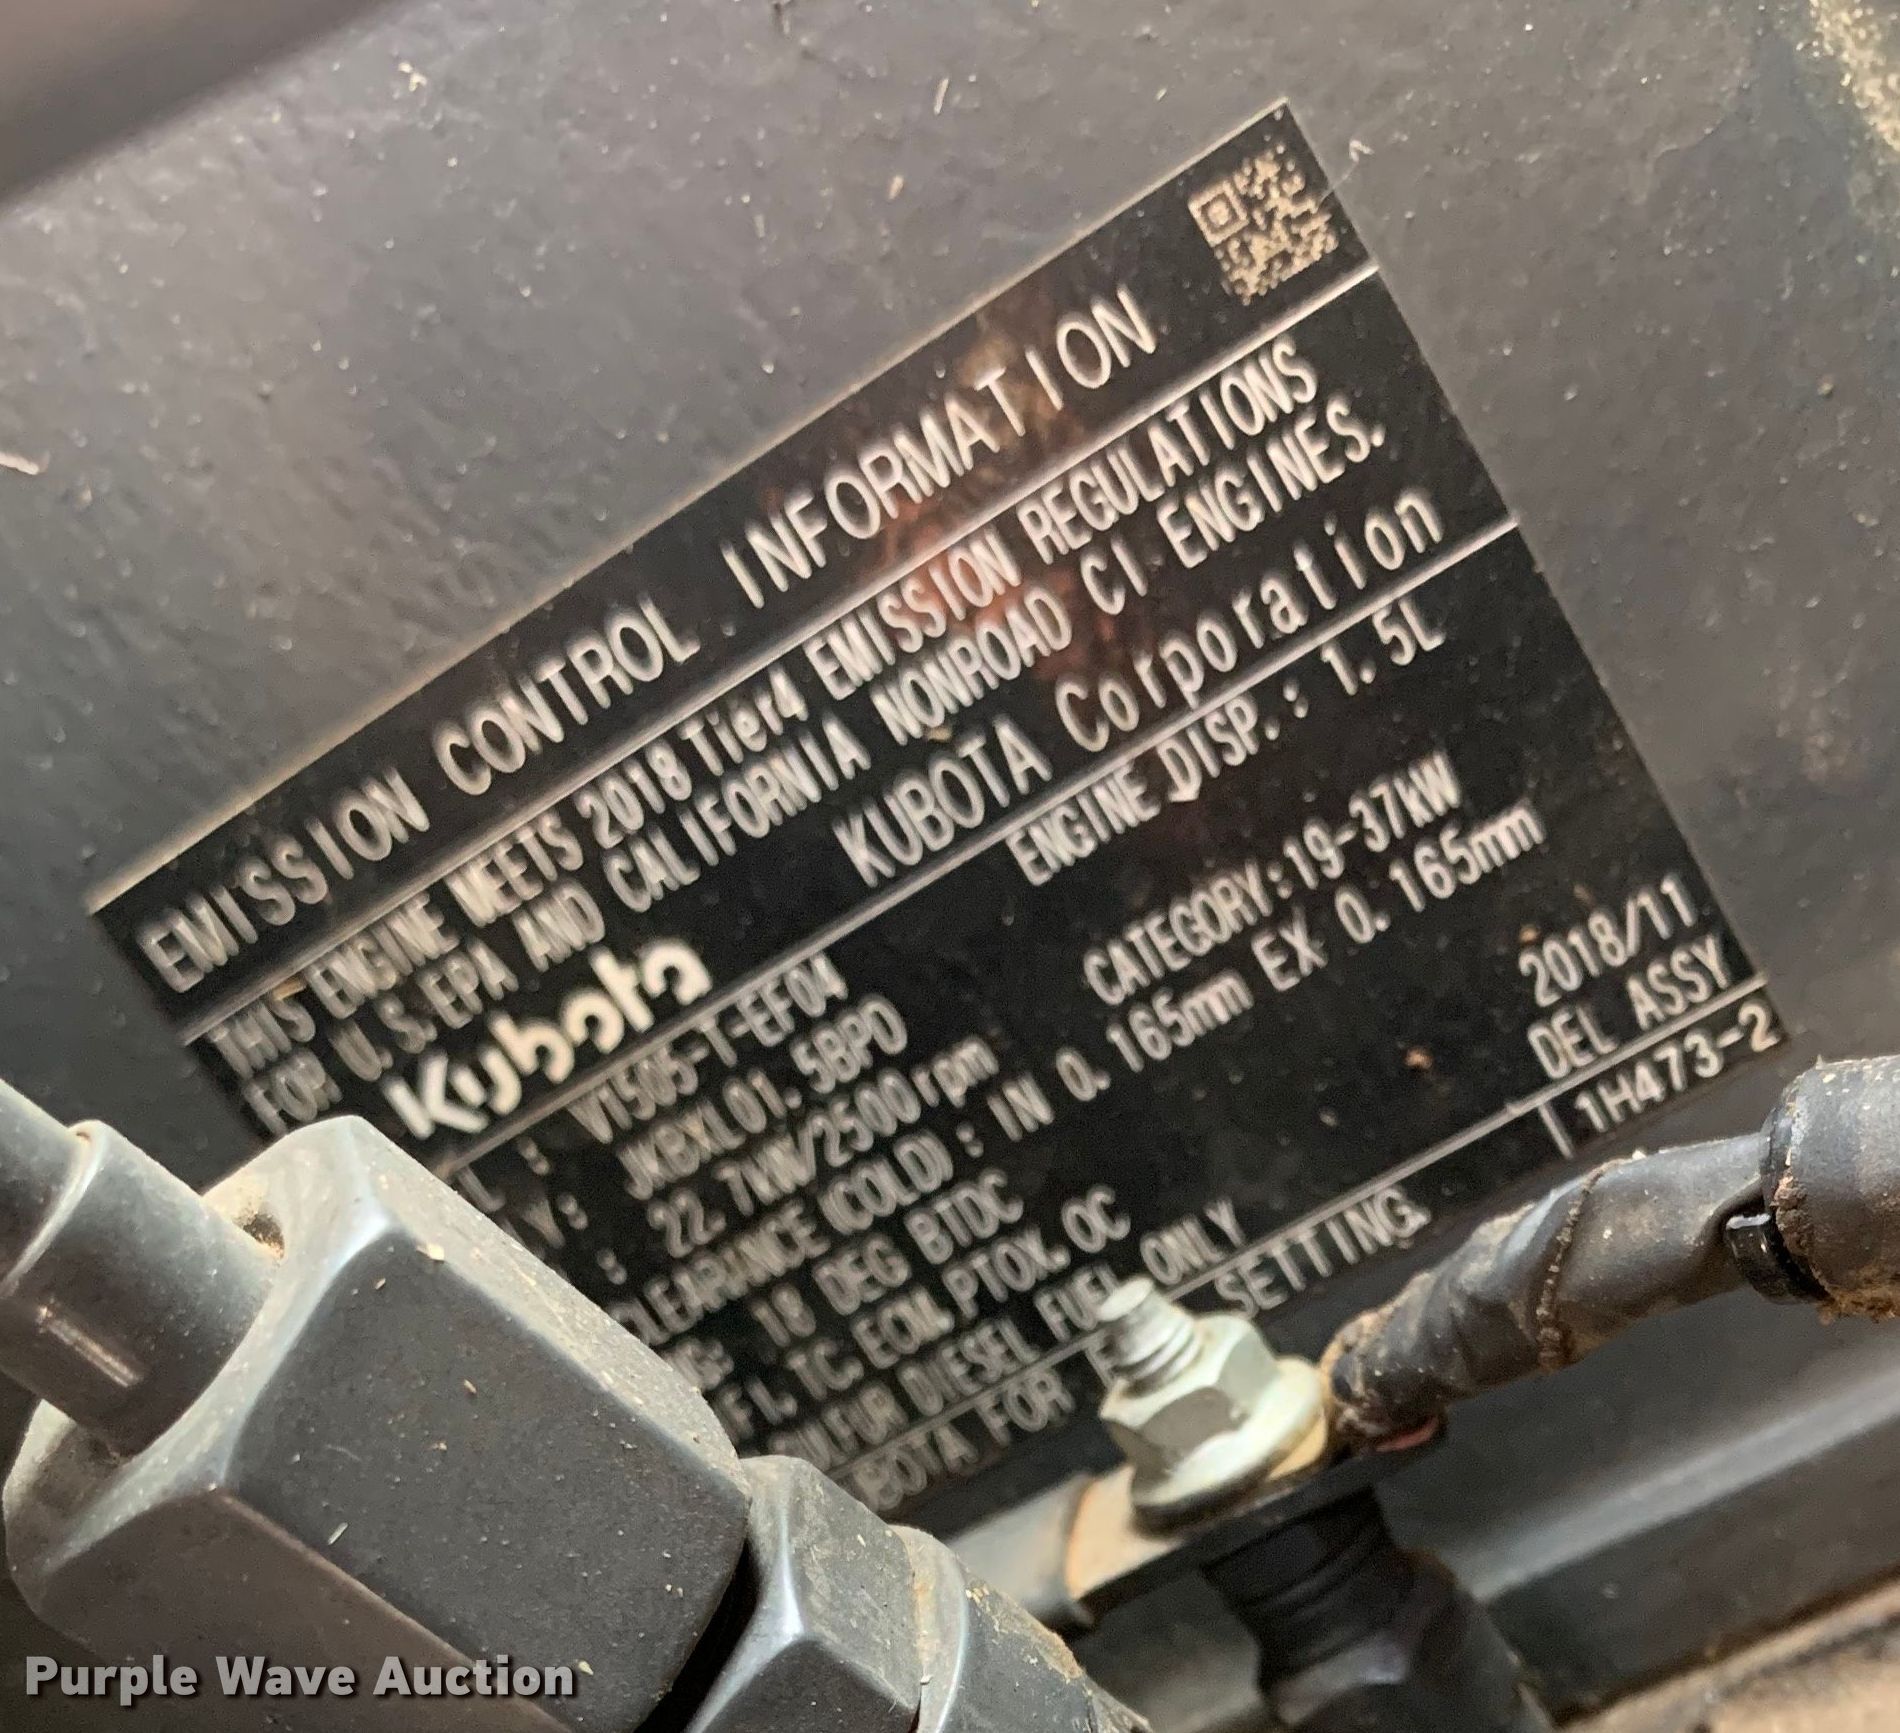 EMISSION CONTROL INFORMATION
THIS ENGINE MEETS 2018 Tier4 EMISSION REGULATIONS
FOR U.S.EPA AND CALIFORNIA NONROAD CI ENGINES.
Kubota KUBOTA Corporation
: V1505-T-EF04 ENGINE DISP.: 1.5L
: JKBXL01.5BPD
: 22.7kW/2500rpm CATEGORY:19-37kW
CLEARANCE (COLD): IN 0.165mm EX 0.165mm
: 18 DEG BTDC
TC, ECM, PTOX, OC 2018/11
SULFUR DIESEL FUEL ONLY DEL ASSY
FOR SETTING. 1H473-2
Purple Wave Auction